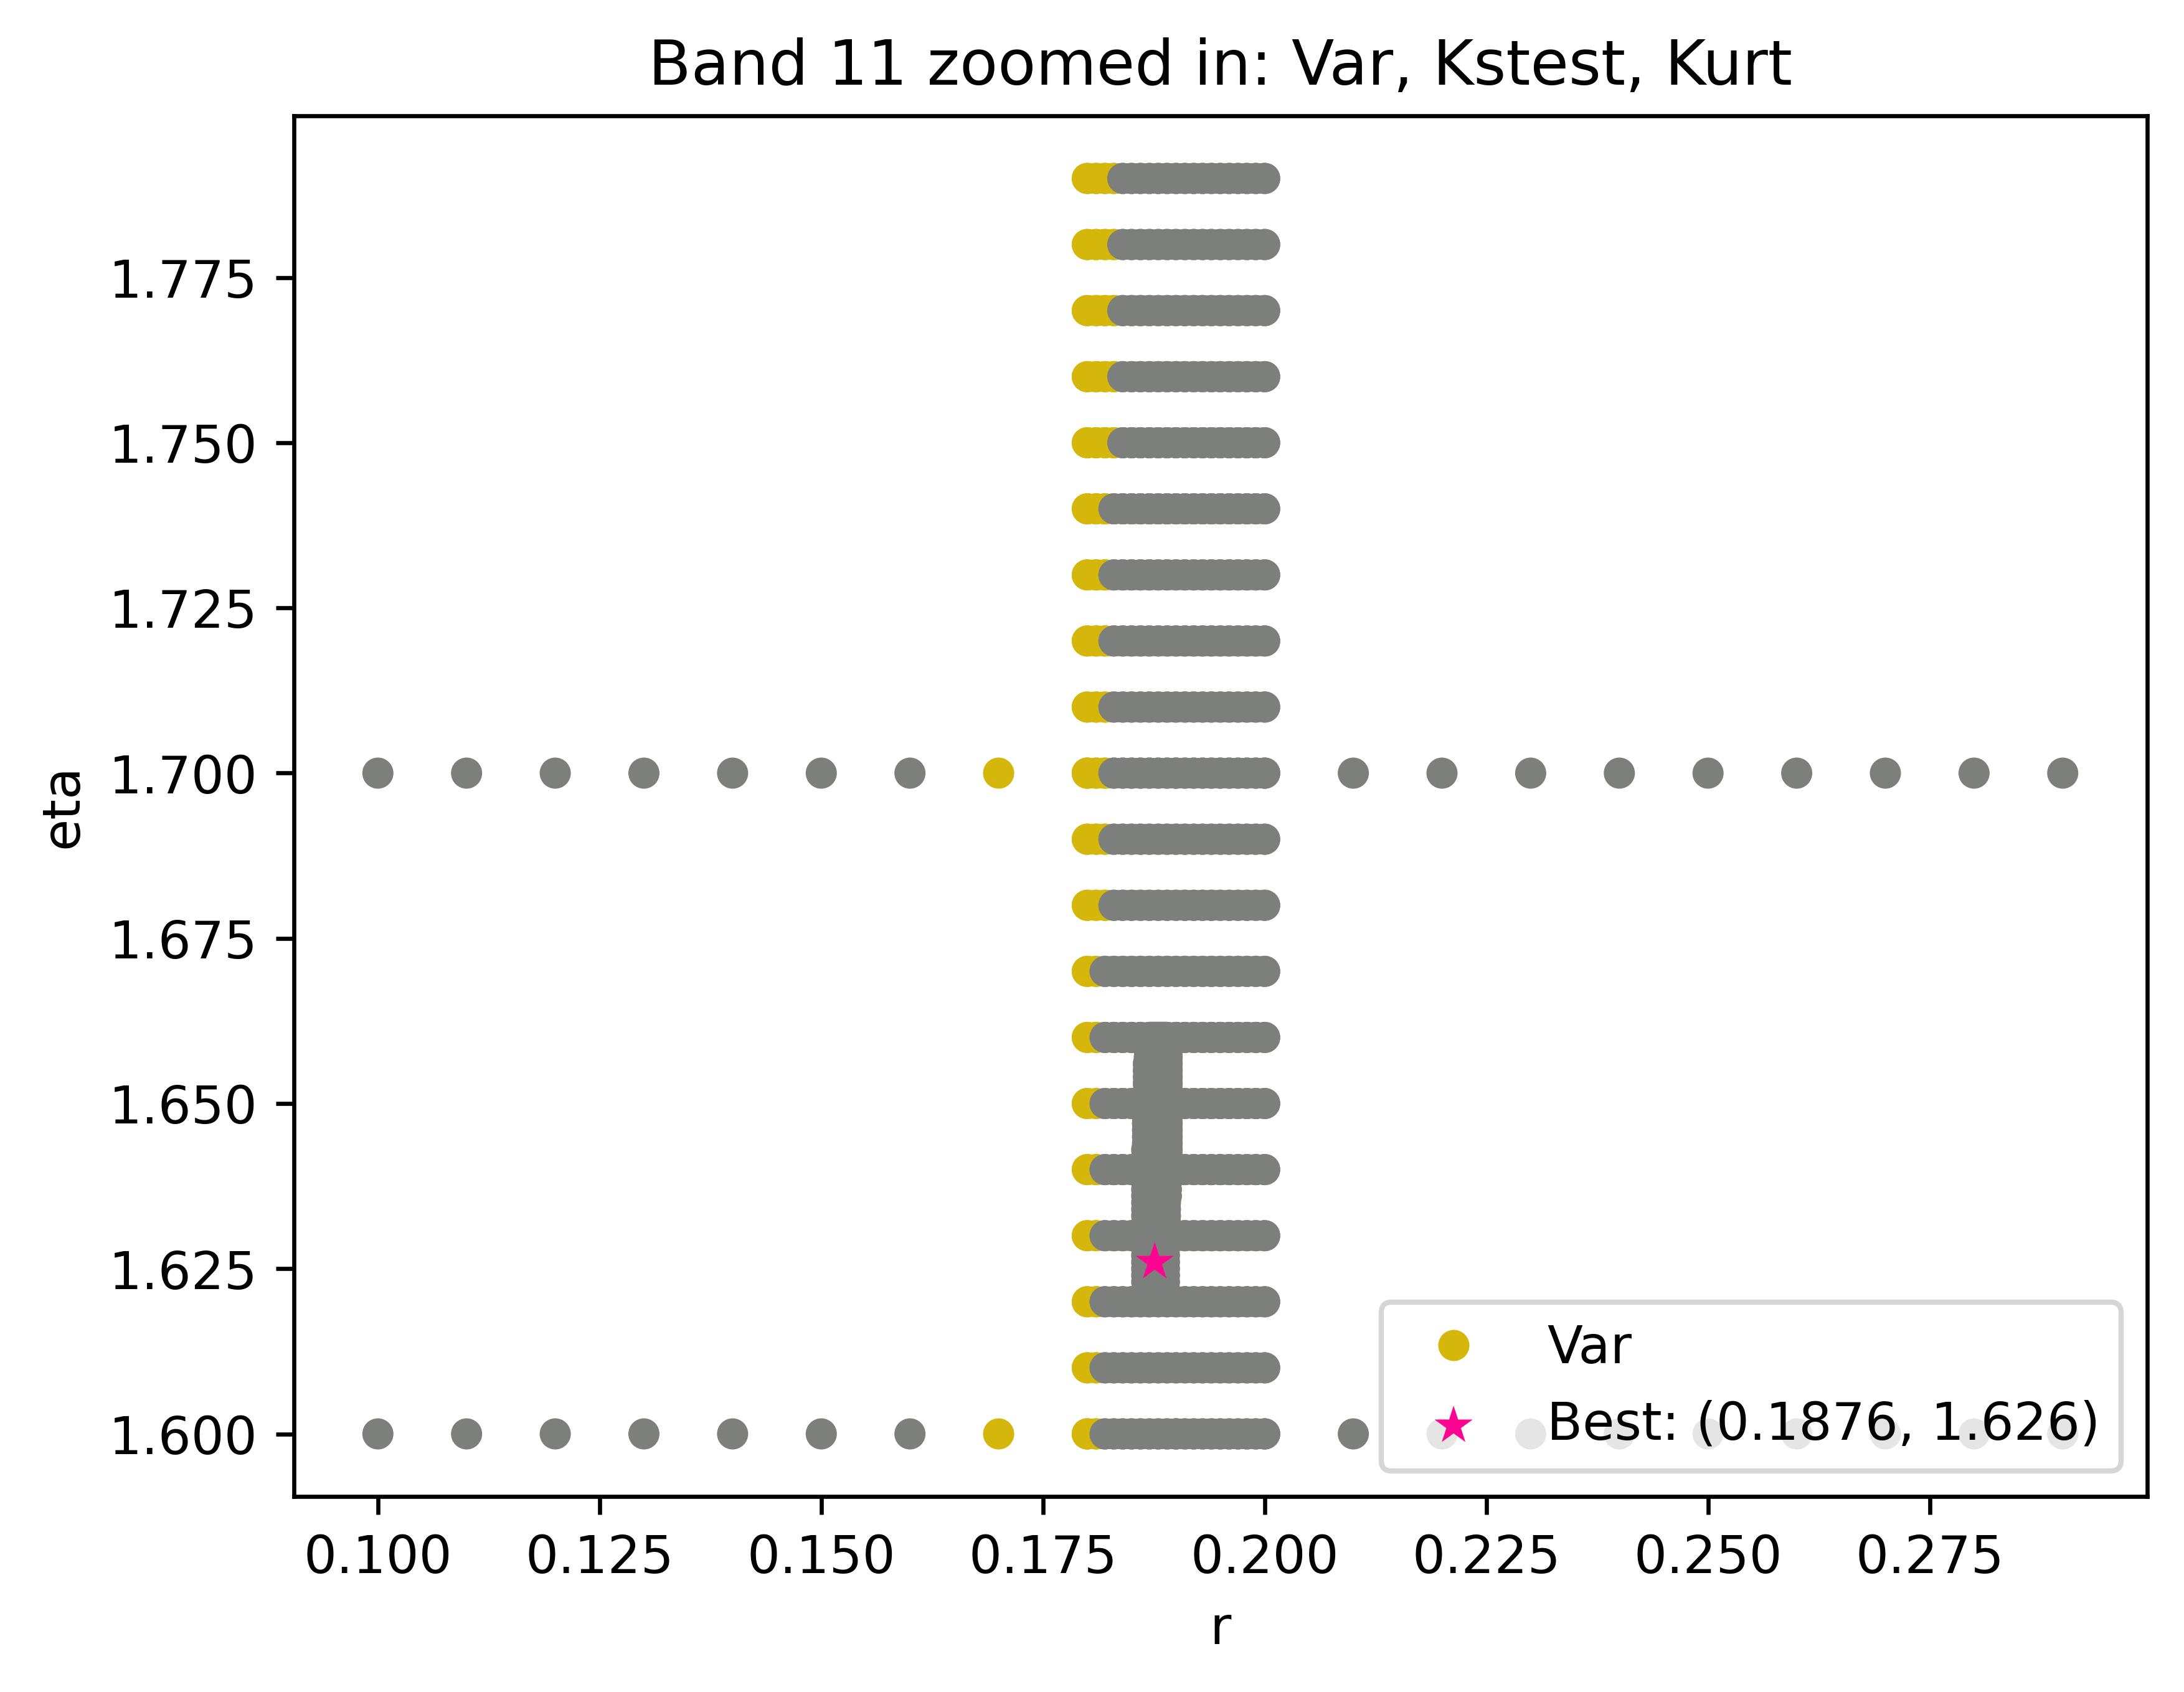 Band 11 zoomed in: Var, Kstest, Kurt
eta
1.775
1.750
1.725
1.700
1.675
1.650
1.625
1.600
Var
Best: (0.1876, 1.626)
0.100 0.125 0.150 0.175 0.200 0.225 0.250 0.275
r